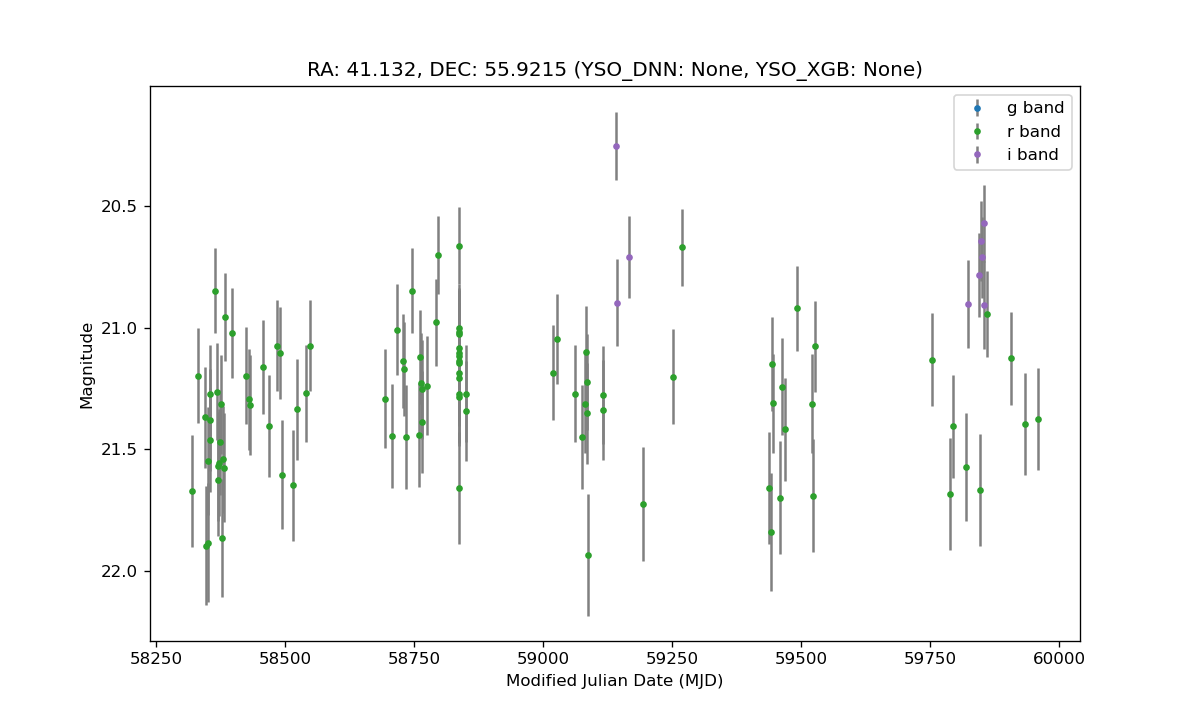 RA: 41.132, DEC: 55.9215 (YSO_DNN: None, YSO_XGB: None)
g band
r band
i band
Magnitude
20.5
21.0
21.5
22.0
58250 58500 58750 59000 59250 59500 59750 60000
Modified Julian Date (MJD)